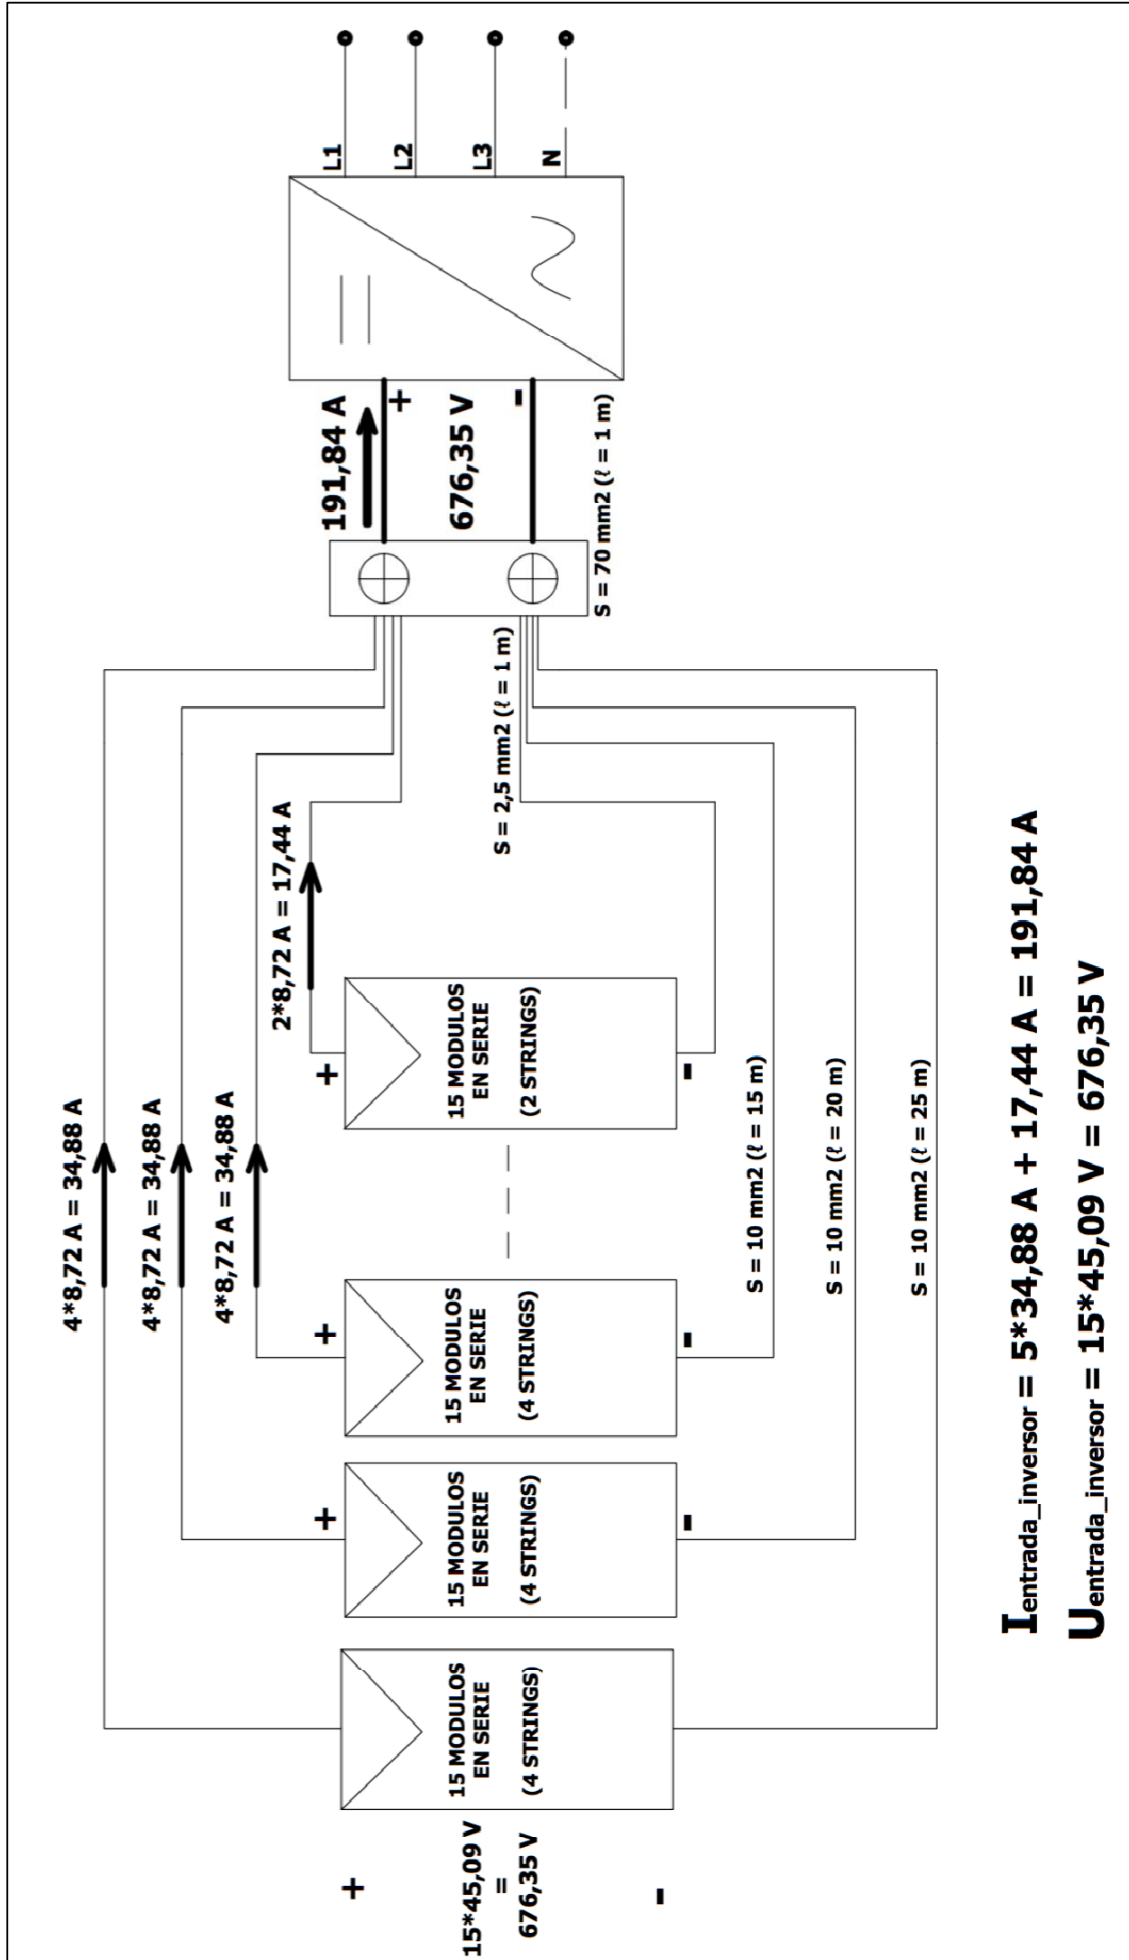 4*8,72 A = 34,88 A
4*8,72 A = 34,88 A
4*8,72 A = 34,88 A
2*8,72 A = 17,44 A
+
15*45,09 V
=
676,35 V
-
15 MODULOS
EN SERIE
(4 STRINGS)
+
15 MODULOS
EN SERIE
(4 STRINGS)
-
+
15 MODULOS
EN SERIE
(4 STRINGS)
-
+
15 MODULOS
EN SERIE
(2 STRINGS)
-
S = 2,5 mm2 (ℓ = 1 m)
S = 10 mm2 (ℓ = 15 m)
S = 10 mm2 (ℓ = 20 m)
S = 10 mm2 (ℓ = 25 m)
191,84 A
+
676,35 V
-
S = 70 mm2 (ℓ = 1 m)
L1
L2
L3
N
Ientrada_inversor = 5*34,88 A + 17,44 A = 191,84 A
Uentrada_inversor = 15*45,09 V = 676,35 V